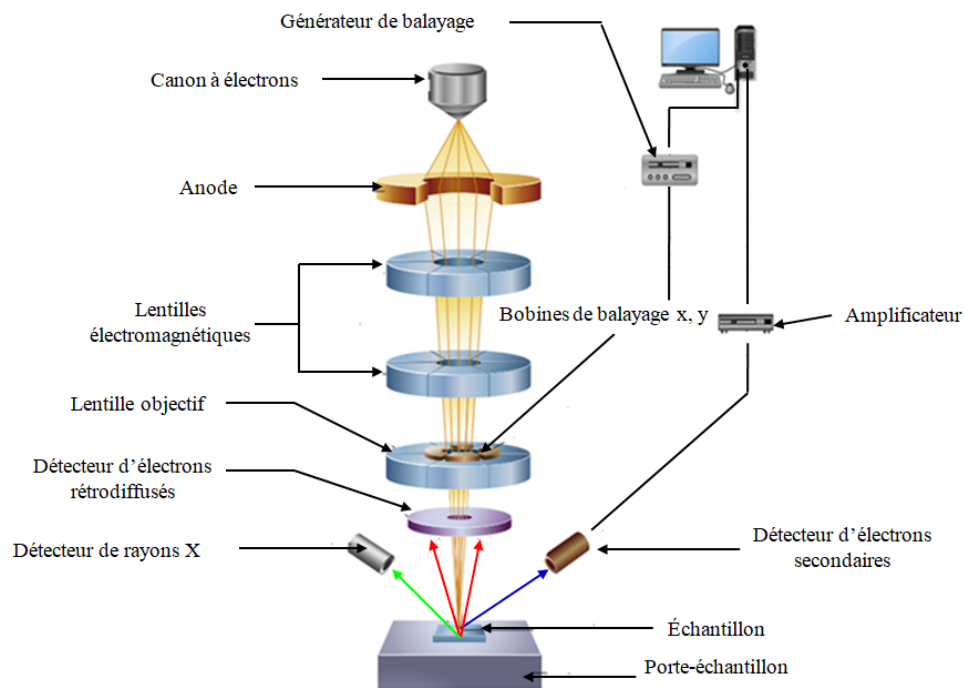 Générateur de balayage
Canon à électrons
Anode
Lentilles
électromagnétiques
Bobines de balayage x, y
Amplificateur
Lentille objectif
Détecteur d’électrons
rétrodiffusés
Détecteur de rayons X
Détecteur d’électrons
secondaires
Échantillon
Porte-échantillon